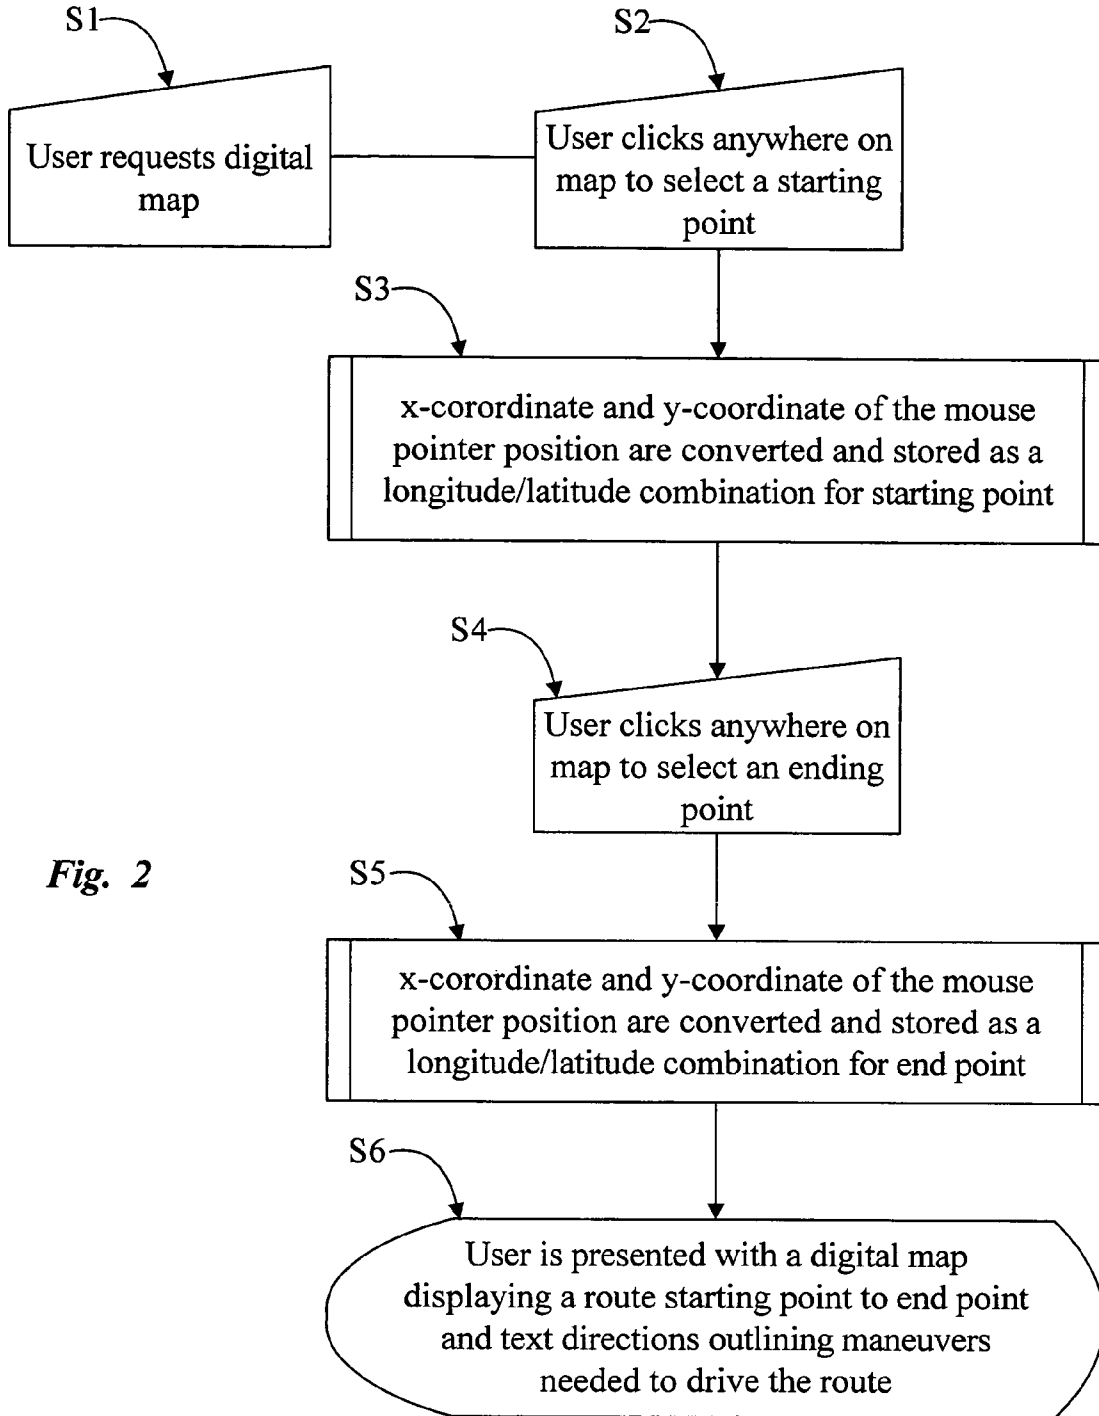 S1
User requests digital
map
S2
User clicks anywhere on
map to select a starting
point
S3
x-corordinate and y-coordinate of the mouse
pointer position are converted and stored as a
longitude/latitude combination for starting point
S4
User clicks anywhere on
map to select an ending
point
Fig. 2
S5
x-corordinate and y-coordinate of the mouse
pointer position are converted and stored as a
longitude/latitude combination for end point
S6
User is presented with a digital map
displaying a route starting point to end point
and text directions outlining maneuvers
needed to drive the route